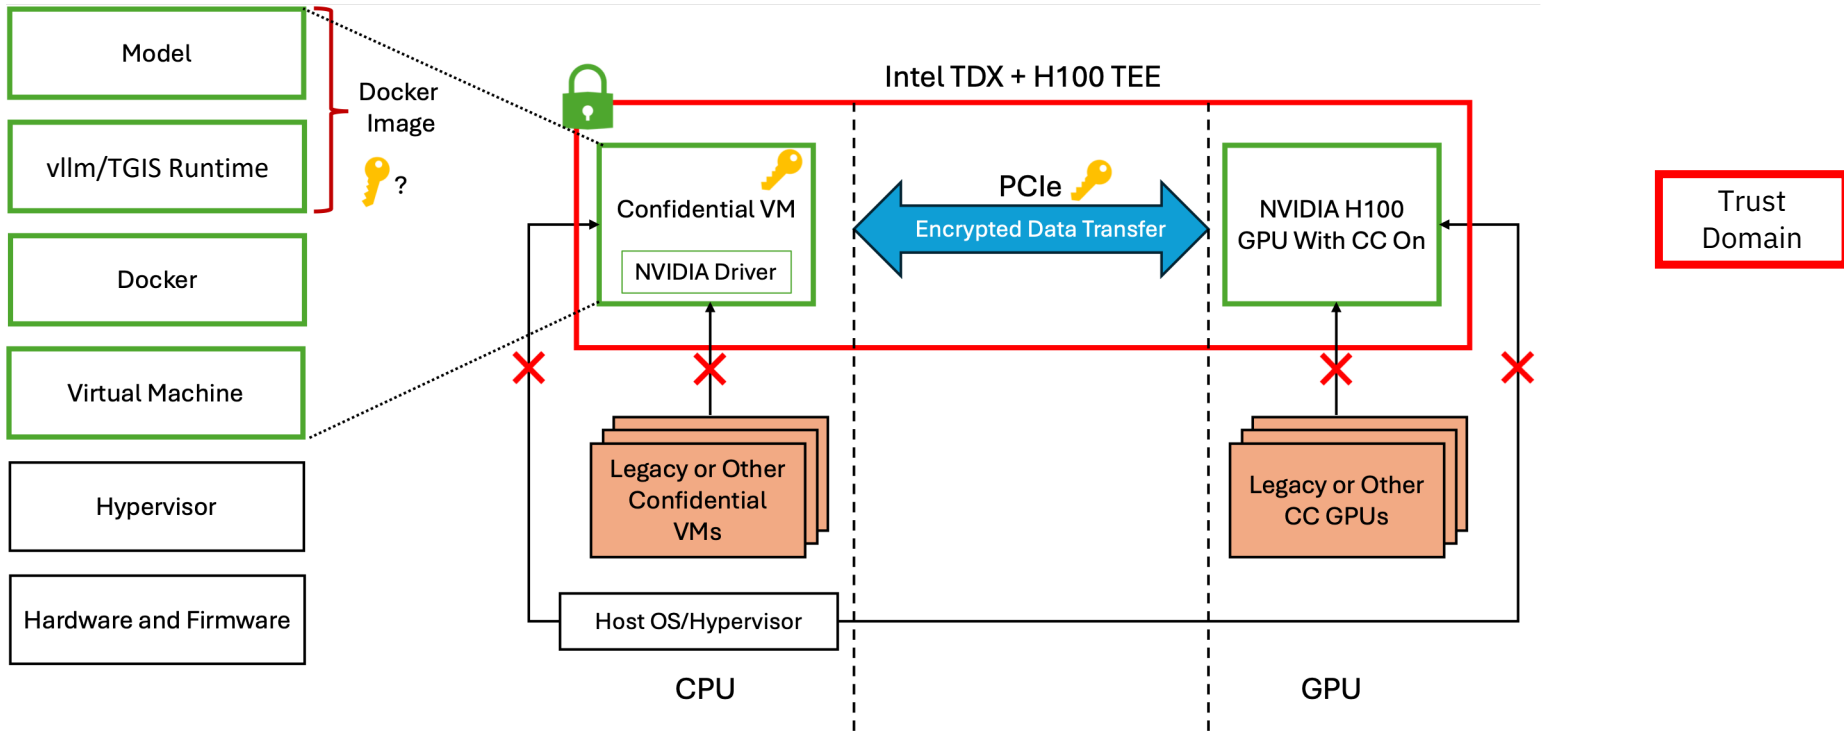 Model
vllm/TGIS Runtime
Docker
Image
?
Docker
Virtual Machine
Hypervisor
Hardware and Firmware
Intel TDX + H100 TEE
Confidential VM
NVIDIA Driver
PCIe
Encrypted Data Transfer
NVIDIA H100
GPU With CC On
Legacy or Other
Confidential
VMs
Legacy or Other
CC GPUs
Host OS/Hypervisor
CPU
GPU
Trust
Domain